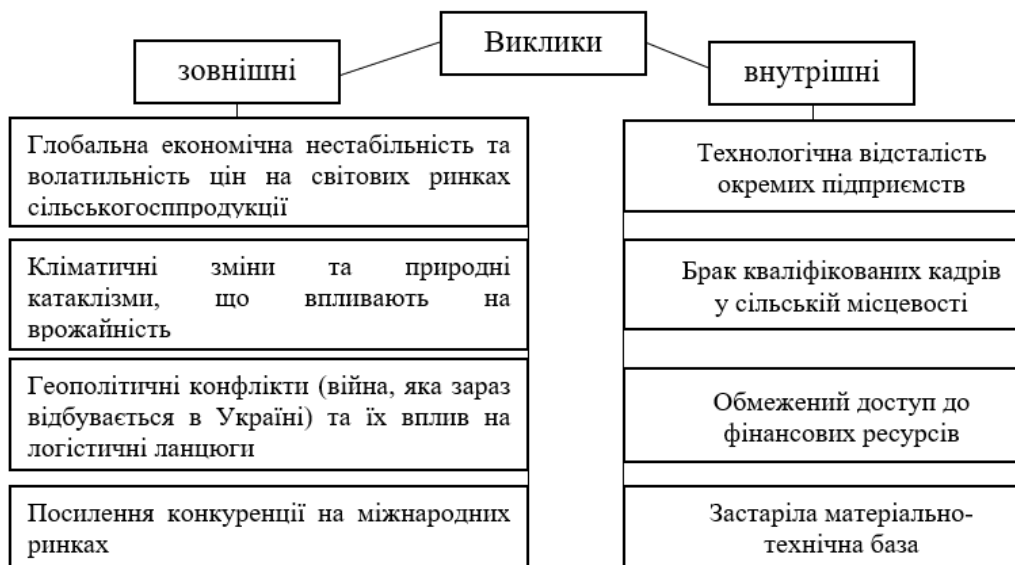 Виклики
зовнішні
внутрішні
Глобальна економічна нестабільність та
волатильність цін на світових ринках
сільськогосппродукції
Кліматичні зміни та природні
катаклізми, що впливають на
врожайність
Геополітичні конфлікти (війна, яка зараз
відбувається в Україні) та їх вплив на
логістичні ланцюги
Посилення конкуренції на міжнародних
ринках
Технологічна відсталість
окремих підприємств
Брак кваліфікованих кадрів
у сільській місцевості
Обмежений доступ до
фінансових ресурсів
Застаріла матеріально-
технічна база